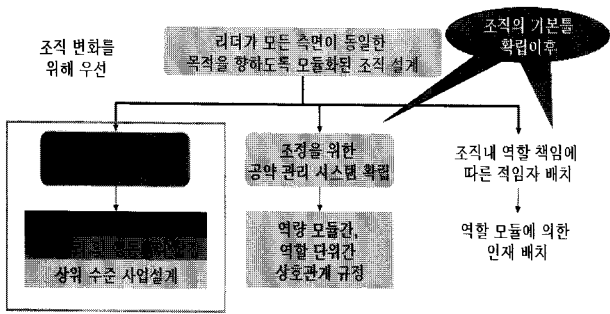 조직 변화를
위해 우선
리더가 모든 측면이 동일한
목적을 향하도록 모듈화된 조직 설계
조직의 기본틀
확립이후
조정을 위한
공약 관리 시스템 확립
조직내 역할 책임에
따른 적임자 배치
상위 수준 사업설계
역량 모듈간,
역할 단위간
상호관계 규정
역할 모듈에 의한
인재 배치